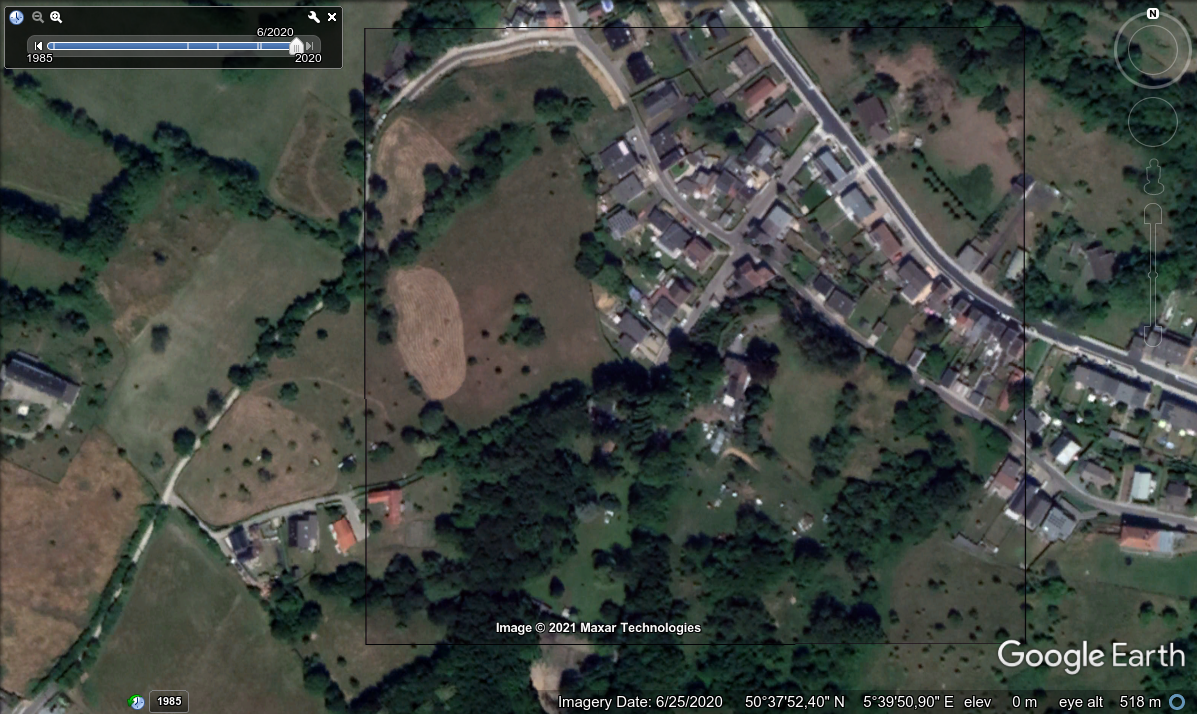 6/2020
1985
2020
N
Image © 2021 Maxar Technologies
Google Earth
1985
Imagery Date: 6/25/2020 50°37'52,40" N 5°39'50,90" E elev 0 m eye alt 518 m